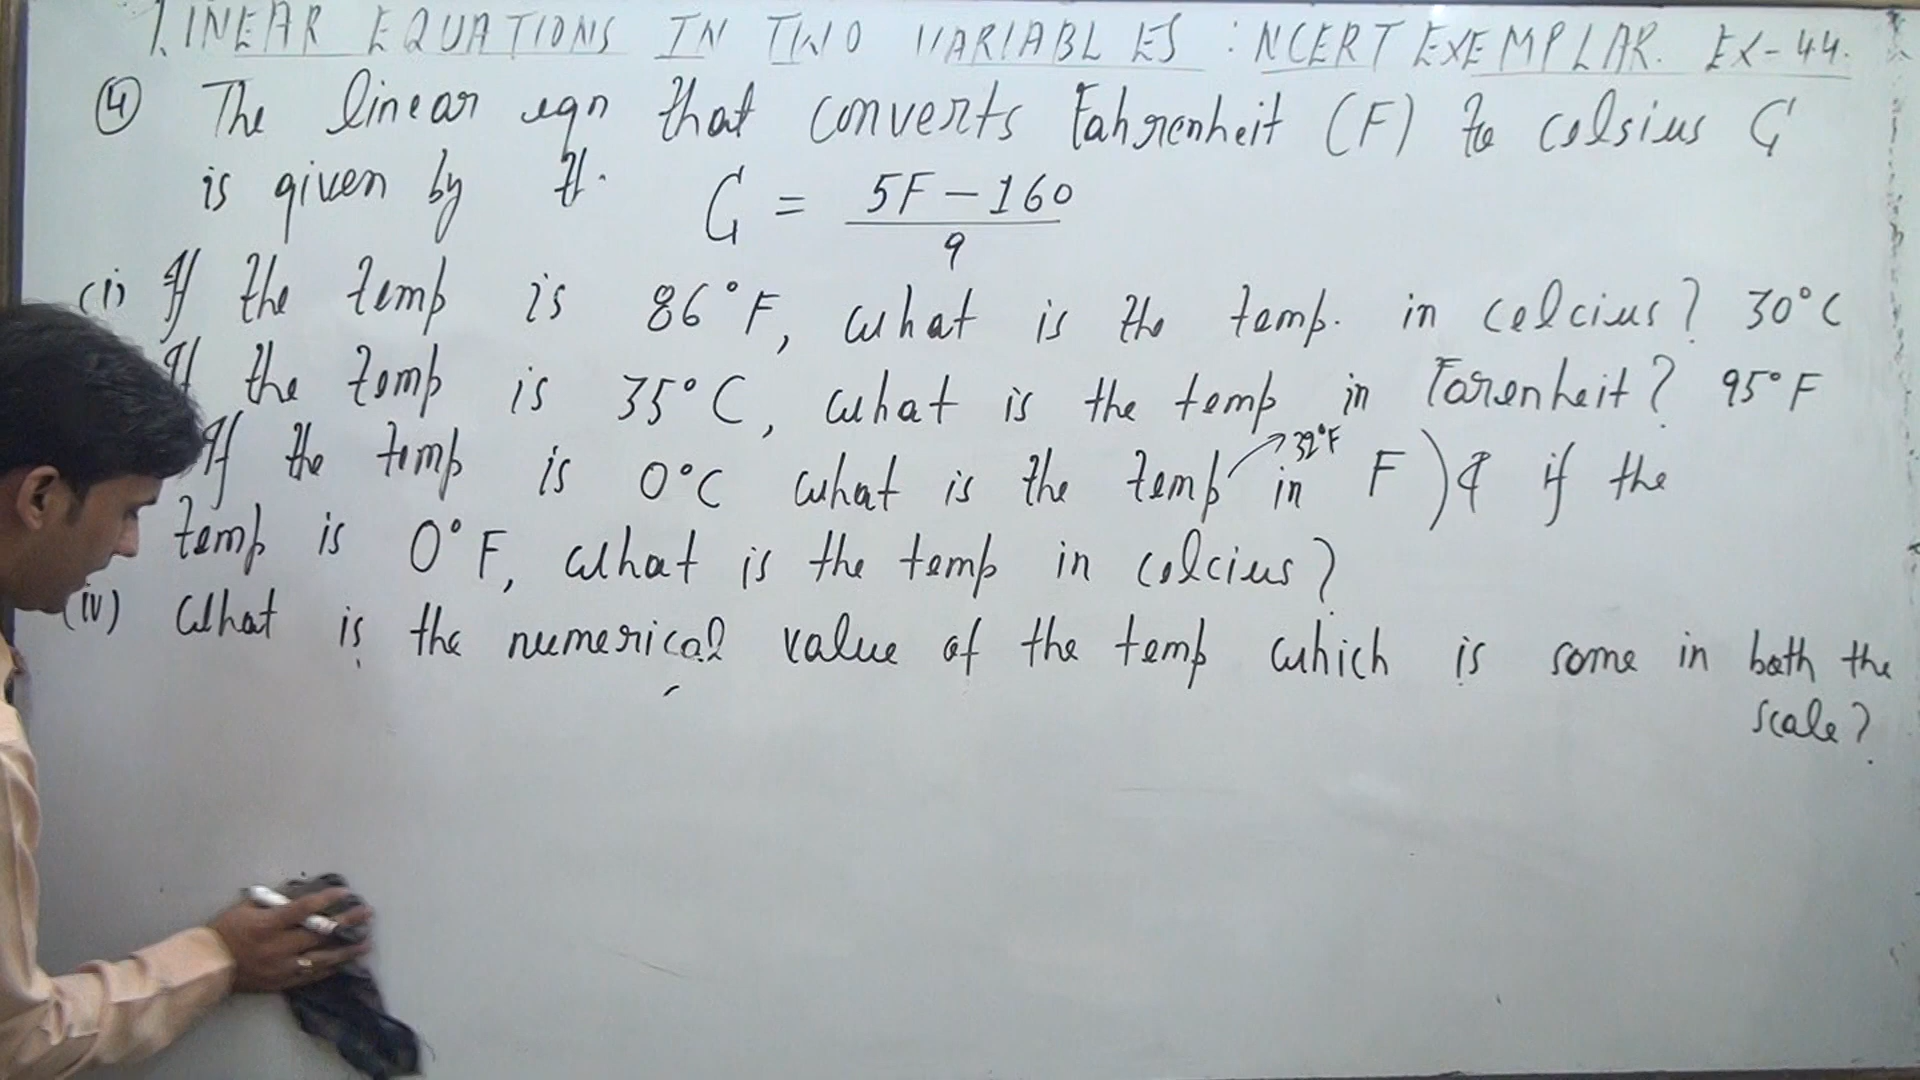 LINEAR EQUATIONS IN TWO VARIABLES : NCERT EXEMPLAR. EX-4.4.
④ The linear eqn that converts Fahrenheit (F) to celsius C
is given by
C = 5F - 160 / 9
(i) If the temp is 86°F, what is the temp. in celcius? 30°C
If the temp is 35°C, what is the temp in Farenheit? 95°F
→ 32°F
If the temp is 0°C what is the temp in F ) & if the
temp is 0°F, what is the temp in celcius?
(iv) What is the numerical value of the temp which is same in both the
scale?